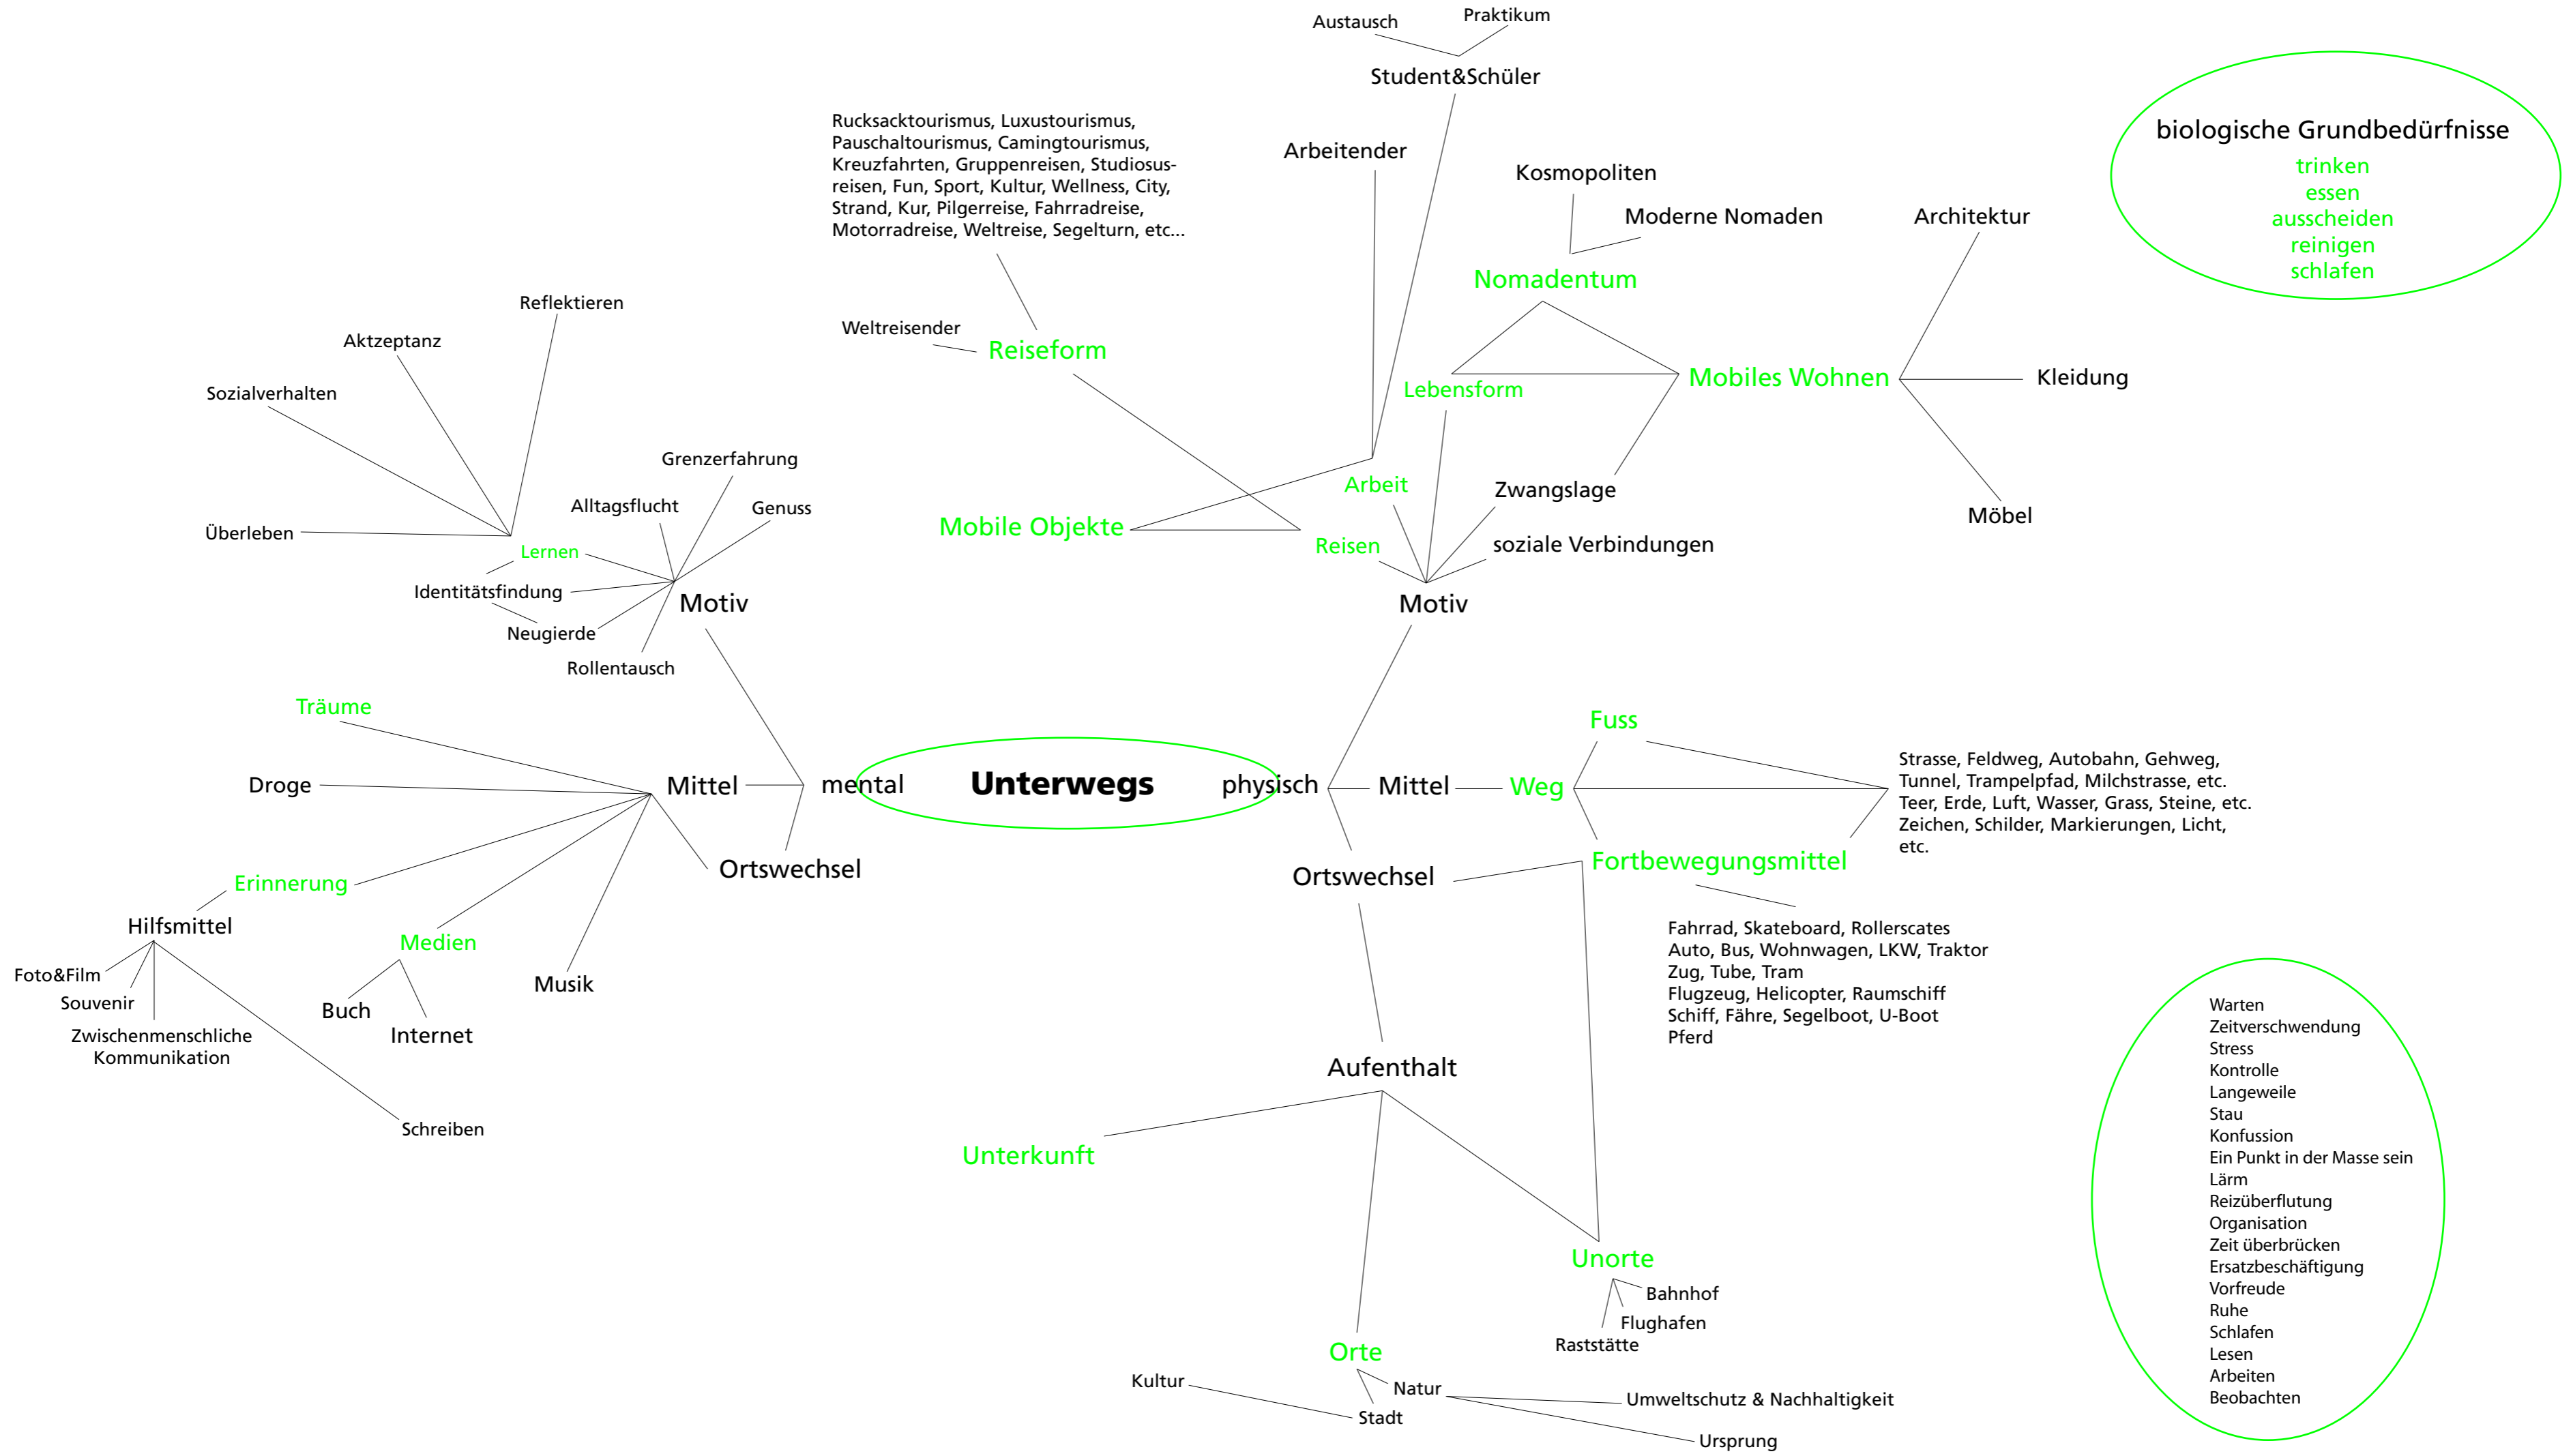 Austausch
Praktikum
Student&Schüler
Rucksacktourismus, Luxustourismus,
Pauschaltourismus, Camingtourismus,
Kreuzfahrten, Gruppenreisen, Studiosus-
reisen, Fun, Sport, Kultur, Wellness, City,
Strand, Kur, Pilgerreise, Fahrradreise,
Motorradreise, Weltreise, Segelturn, etc...
Arbeitender
Kosmopoliten
Moderne Nomaden
Architektur
biologische Grundbedürfnisse
trinken
essen
ausscheiden
reinigen
schlafen
Nomadentum
Reflektieren
Aktzeptanz
Sozialverhalten
Überleben
Weltreisender
Reiseform
Lebensform
Mobiles Wohnen
Kleidung
Möbel
Grenzerfahrung
Alltagsflucht
Genuss
Lernen
Identitätsfindung
Neugierde
Rollentausch
Motiv
Arbeit
Zwangslage
Mobile Objekte
Reisen
soziale Verbindungen
Motiv
Träume
Droge
Mittel
mental
Unterwegs
physisch
Mittel
Weg
Fuss
Strasse, Feldweg, Autobahn, Gehweg,
Tunnel, Trampelpfad, Milchstrasse, etc.
Teer, Erde, Luft, Wasser, Grass, Steine, etc.
Zeichen, Schilder, Markierungen, Licht,
etc.
Ortswechsel
Ortswechsel
Fortbewegungsmittel
Erinnerung
Hilfsmittel
Foto&Film
Souvenir
Zwischenmenschliche
Kommunikation
Schreiben
Medien
Buch
Internet
Musik
Fahrrad, Skateboard, Rollerscates
Auto, Bus, Wohnwagen, LKW, Traktor
Zug, Tube, Tram
Flugzeug, Helicopter, Raumschiff
Schiff, Fähre, Segelboot, U-Boot
Pferd
Aufenthalt
Unterkunft
Unorte
Bahnhof
Flughafen
Raststätte
Orte
Kultur
Natur
Stadt
Umweltschutz & Nachhaltigkeit
Ursprung
Warten
Zeitverschwendung
Stress
Kontrolle
Langeweile
Stau
Konfussion
Ein Punkt in der Masse sein
Lärm
Reizüberflutung
Organisation
Zeit überbrücken
Ersatzbeschäftigung
Vorfreude
Ruhe
Schlafen
Lesen
Arbeiten
Beobachten